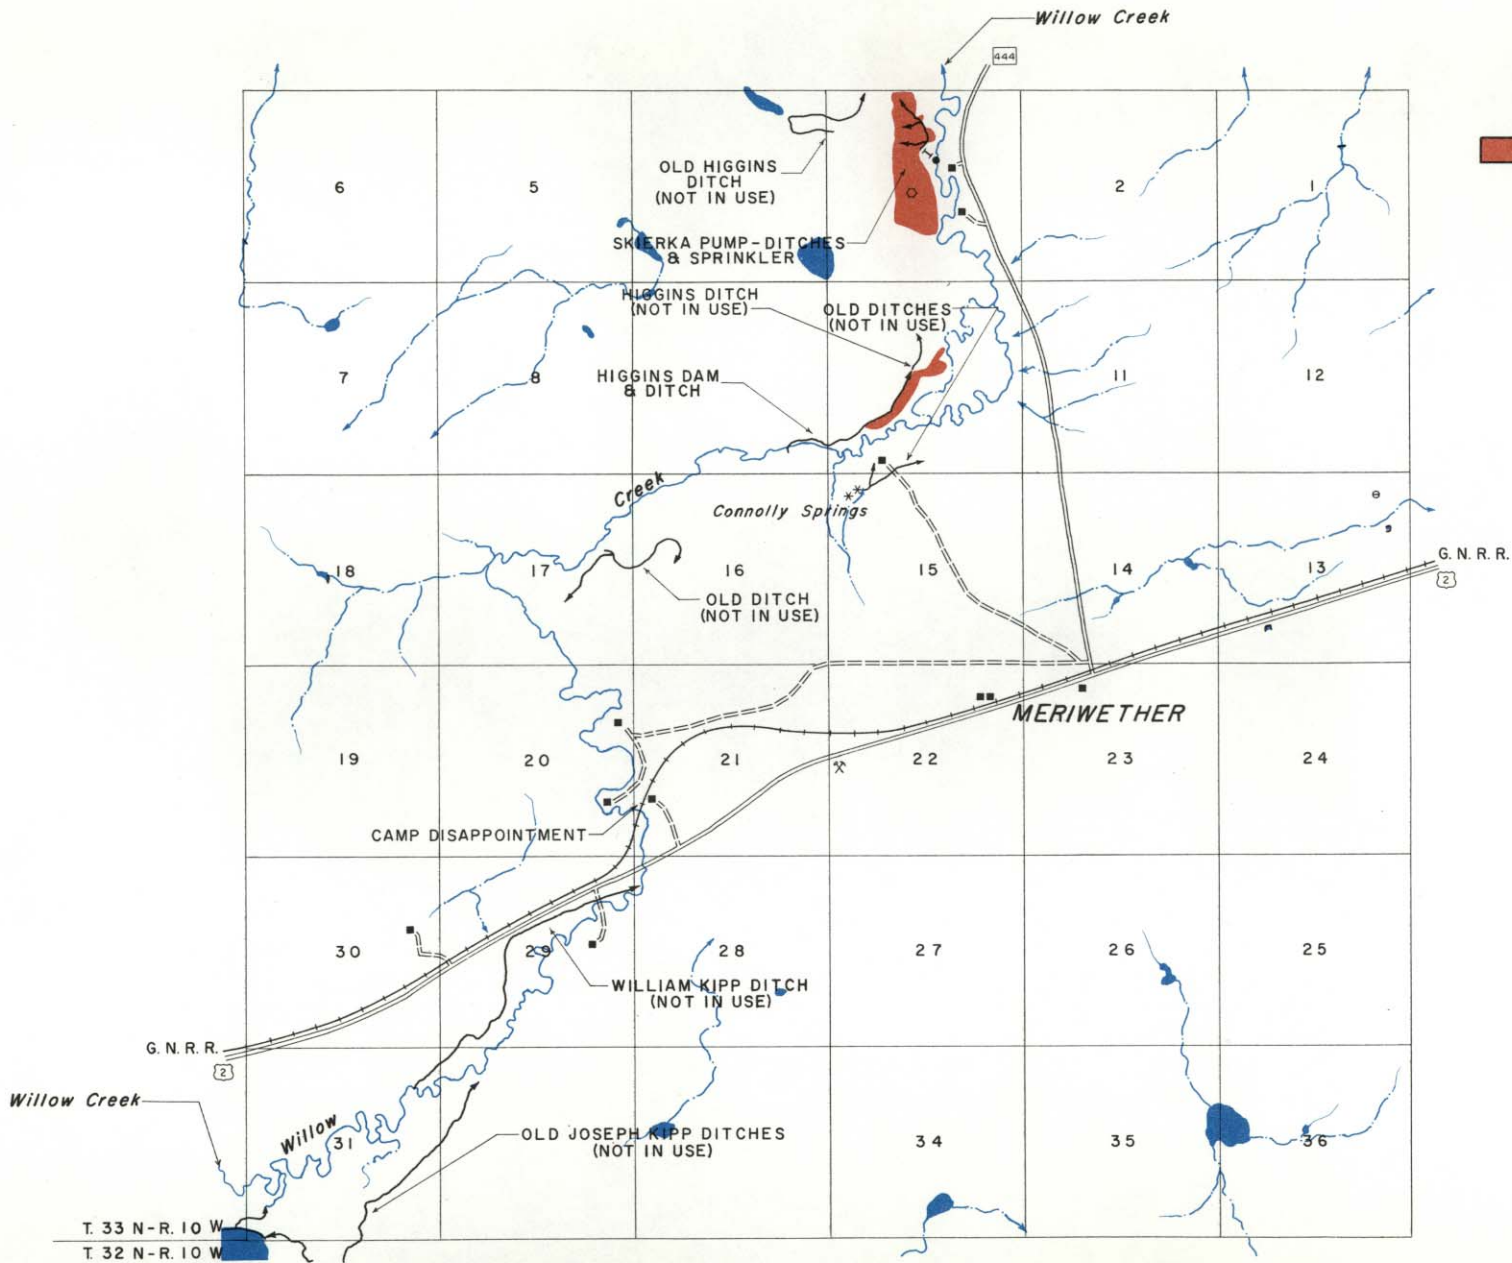 Willow Creek
444
OLD HIGGINS
DITCH
(NOT IN USE)
6
5
2
1
SKIERKA PUMP-DITCHES
& SPRINKLER
HIGGINS DITCH
(NOT IN USE)
OLD DITCHES
(NOT IN USE)
HIGGINS DAM
& DITCH
7
8
11
12
Creek
Connolly Springs
G. N. R. R.
2
18
17
16
15
14
13
OLD DITCH
(NOT IN USE)
MERIWETHER
19
20
21
22
23
24
CAMP DISAPPOINTMENT
30
29
28
27
26
25
WILLIAM KIPP DITCH
(NOT IN USE)
G. N. R. R.
2
Willow Creek
Willow
31
OLD JOSEPH KIPP DITCHES
(NOT IN USE)
34
35
36
T. 33 N-R. 10 W
T. 32 N-R. 10 W